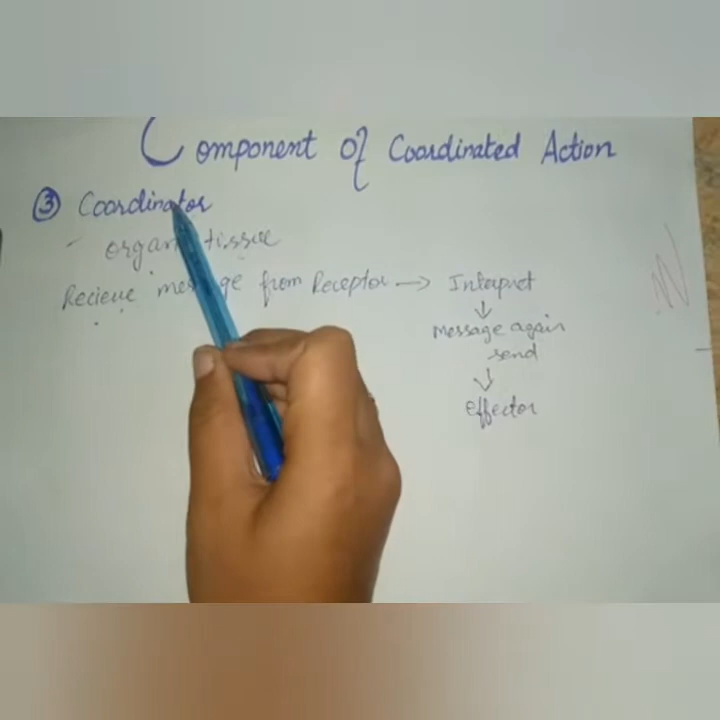 Component of Coordinated Action
③ Coordinator
- organ tissue
Recieve message from Receptor → Interpret
↓
Message again
send
↓
effector